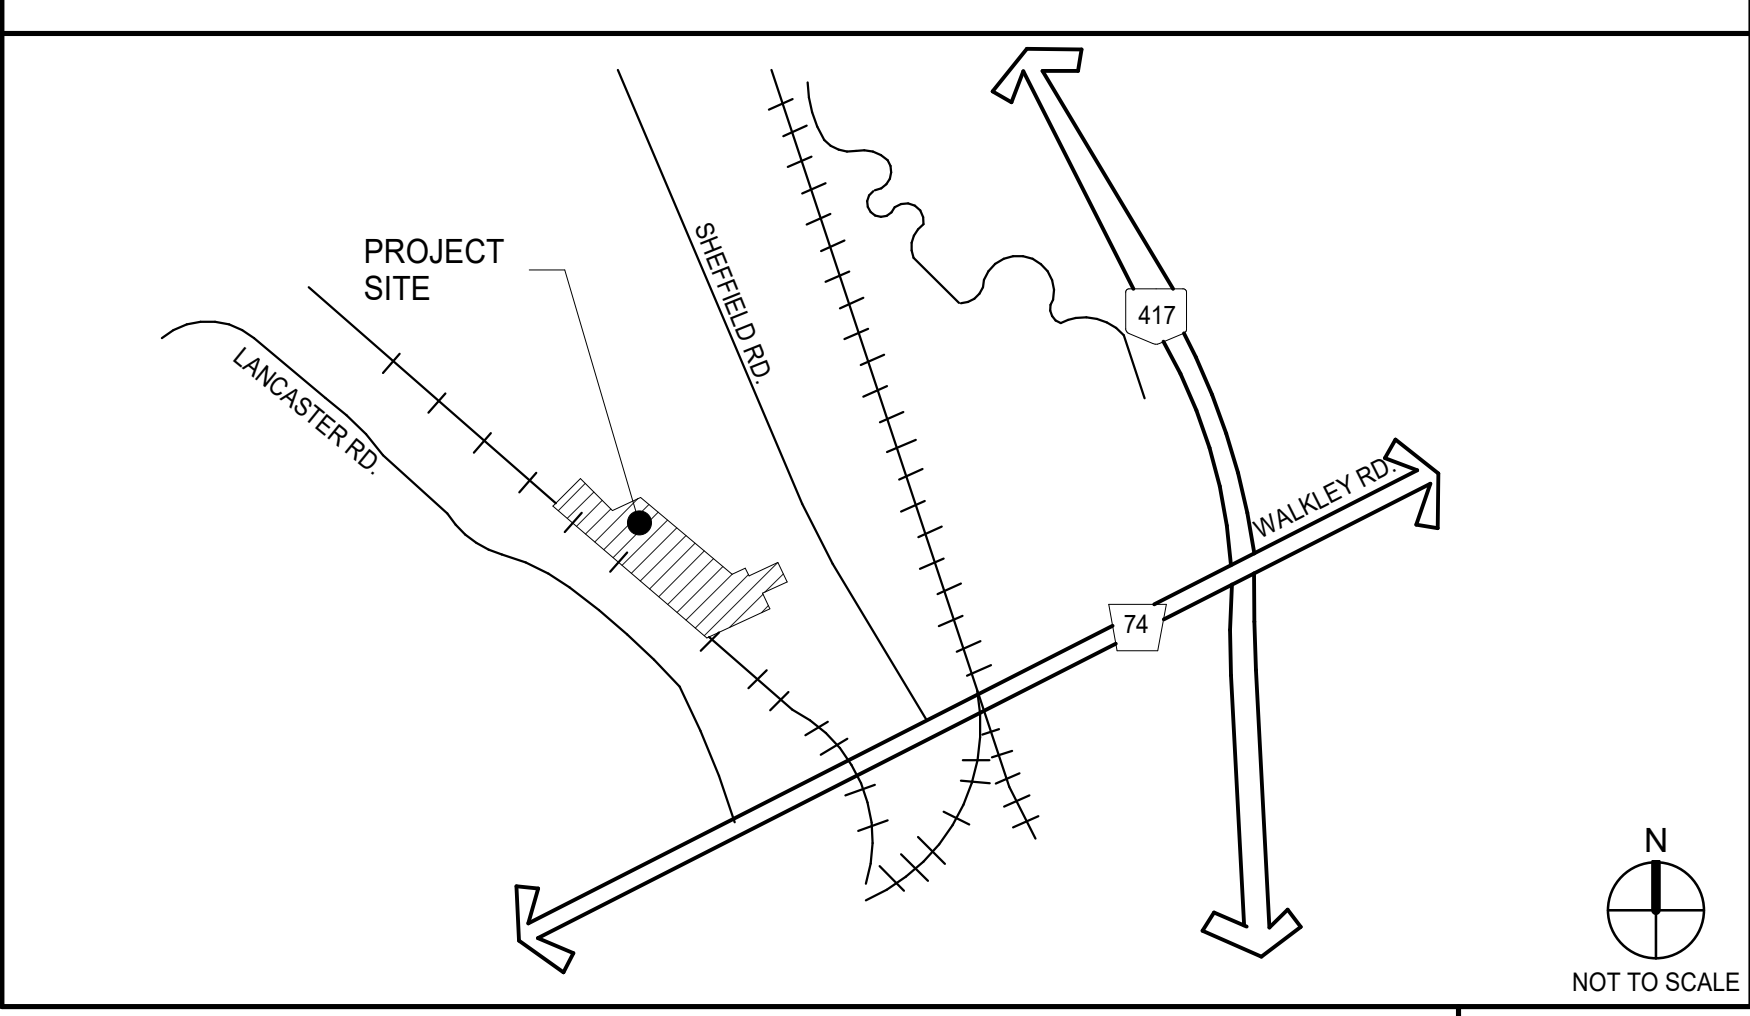 PROJECT
SITE
SHEFFIELD RD.
LANCASTER RD.
417
WALKLEY RD.
74
N
NOT TO SCALE